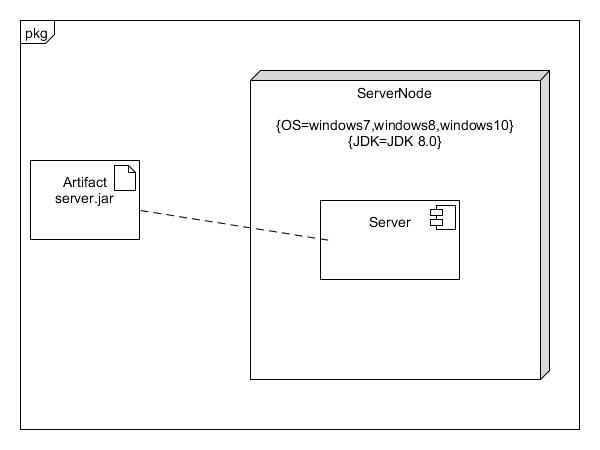 pkg
ServerNode
{OS=windows7,windows8,windows10}
{JDK=JDK 8.0}
Artifact
server.jar
Server